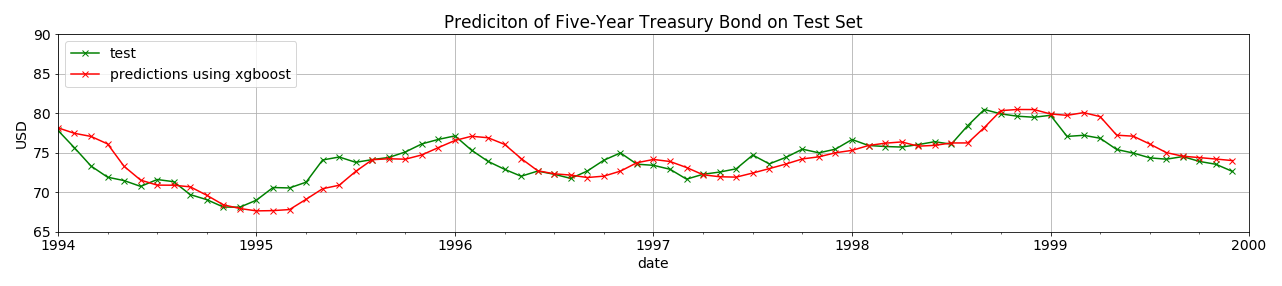 Prediciton of Five-Year Treasury Bond on Test Set
90
85
80
75
70
65
USD
test
predictions using xgboost
1994 1995 1996 1997 1998 1999 2000
date